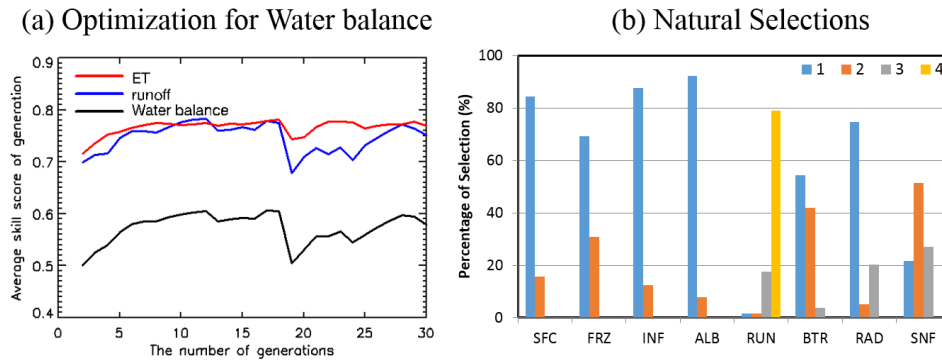 (a) Optimization for Water balance
0.9
0.8
0.7
0.6
0.5
0.4
Average skill score of generation
ET
runoff
Water balance
0 5 10 15 20 25 30
The number of generations
(b) Natural Selections
100
80
60
40
20
0
Percentage of Selection (%)
1 2 3 4
SFC FRZ INF ALB RUN BTR RAD SNF